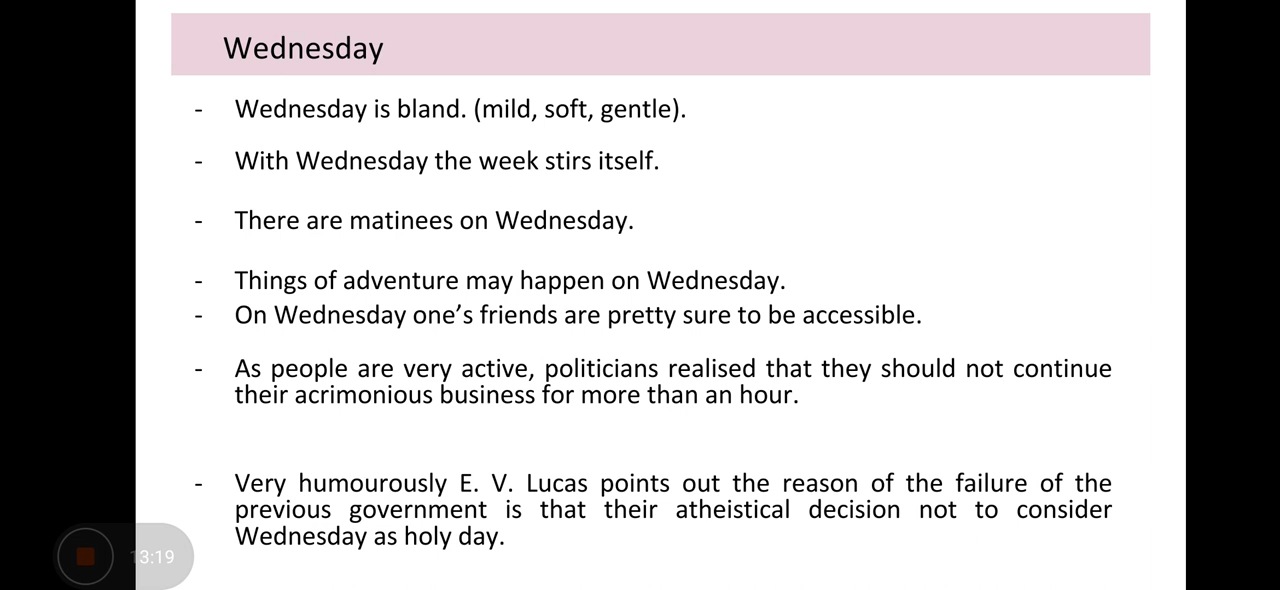 Wednesday
- Wednesday is bland. (mild, soft, gentle).
- With Wednesday the week stirs itself.
- There are matinees on Wednesday.
- Things of adventure may happen on Wednesday.
- On Wednesday one’s friends are pretty sure to be accessible.
- As people are very active, politicians realised that they should not continue
their acrimonious business for more than an hour.
- Very humourously E. V. Lucas points out the reason of the failure of the
previous government is that their atheistical decision not to consider
Wednesday as holy day.
13:19